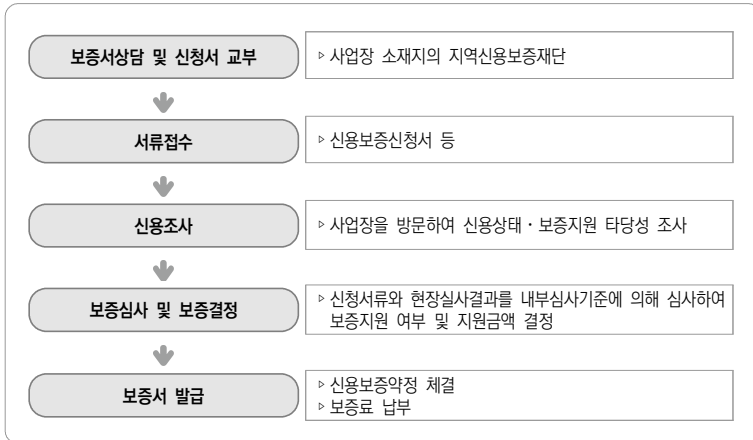 보증서상담 및 신청서 교부
▹사업장 소재지의 지역신용보증재단
서류접수
▹신용보증신청서 등
신용조사
▹사업장을 방문하여 신용상태·보증지원 타당성 조사
보증심사 및 보증결정
▹신청서류와 현장실사결과를 내부심사기준에 의해 심사하여
보증지원 여부 및 지원금액 결정
보증서 발급
▹신용보증약정 체결
▹보증료 납부